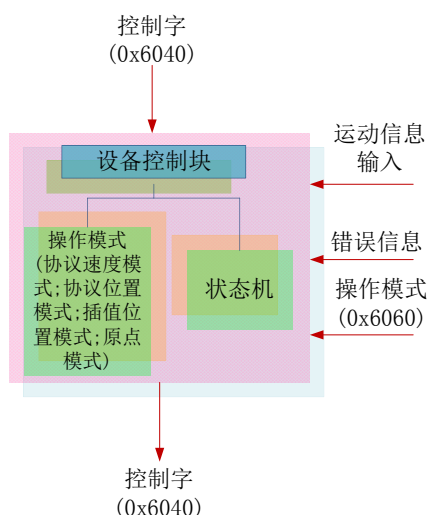 控制字
(0x6040)
设备控制块
运动信息
输入
操作模式
(协议速度模
式;协议位置
模式;插值位
置模式;原点
模式)
状态机
错误信息
操作模式
(0x6060)
控制字
(0x6040)